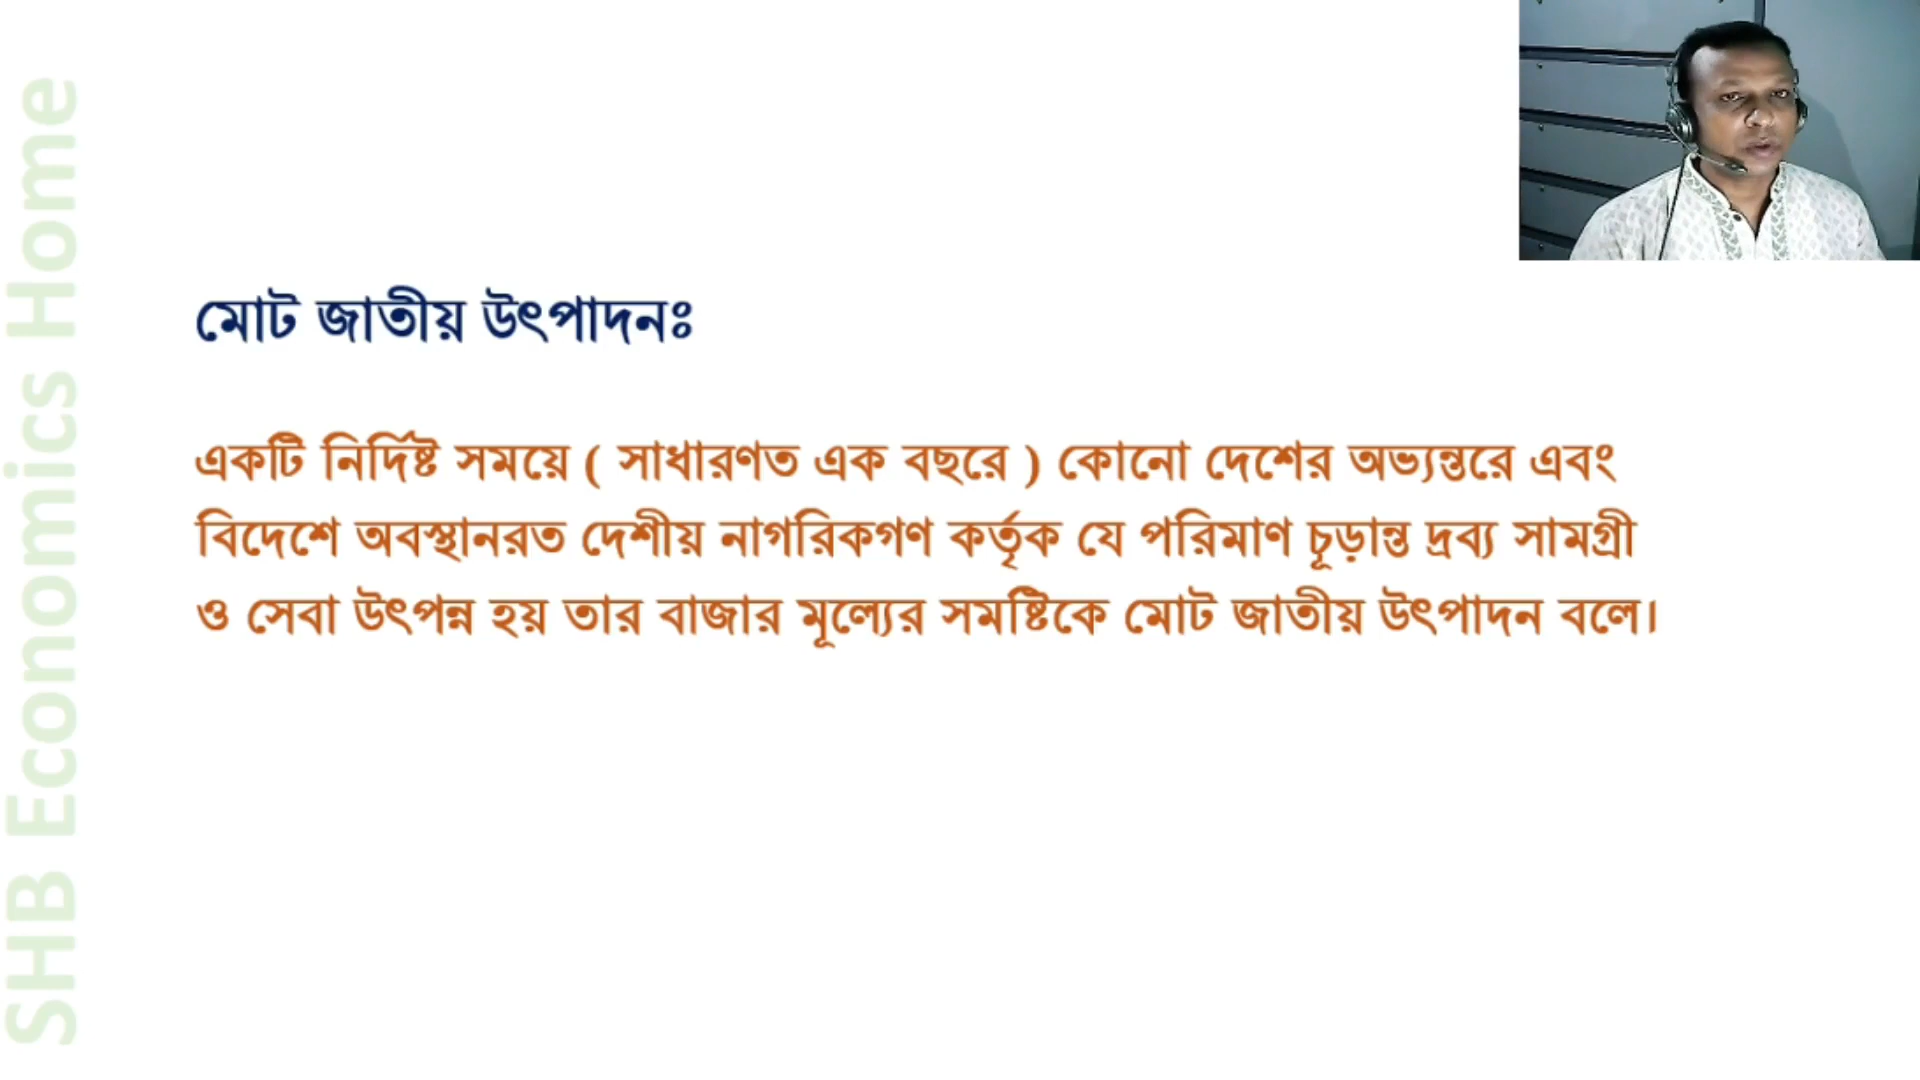 SHB Economics Home
মোট জাতীয় উৎপাদনঃ
একটি নির্দিষ্ট সময়ে ( সাধারণত এক বছরে ) কোনো দেশের অভ্যন্তরে এবং
বিদেশে অবস্থানরত দেশীয় নাগরিকগণ কর্তৃক যে পরিমাণ চূড়ান্ত দ্রব্য সামগ্রী
ও সেবা উৎপন্ন হয় তার বাজার মূল্যের সমষ্টিকে মোট জাতীয় উৎপাদন বলে।